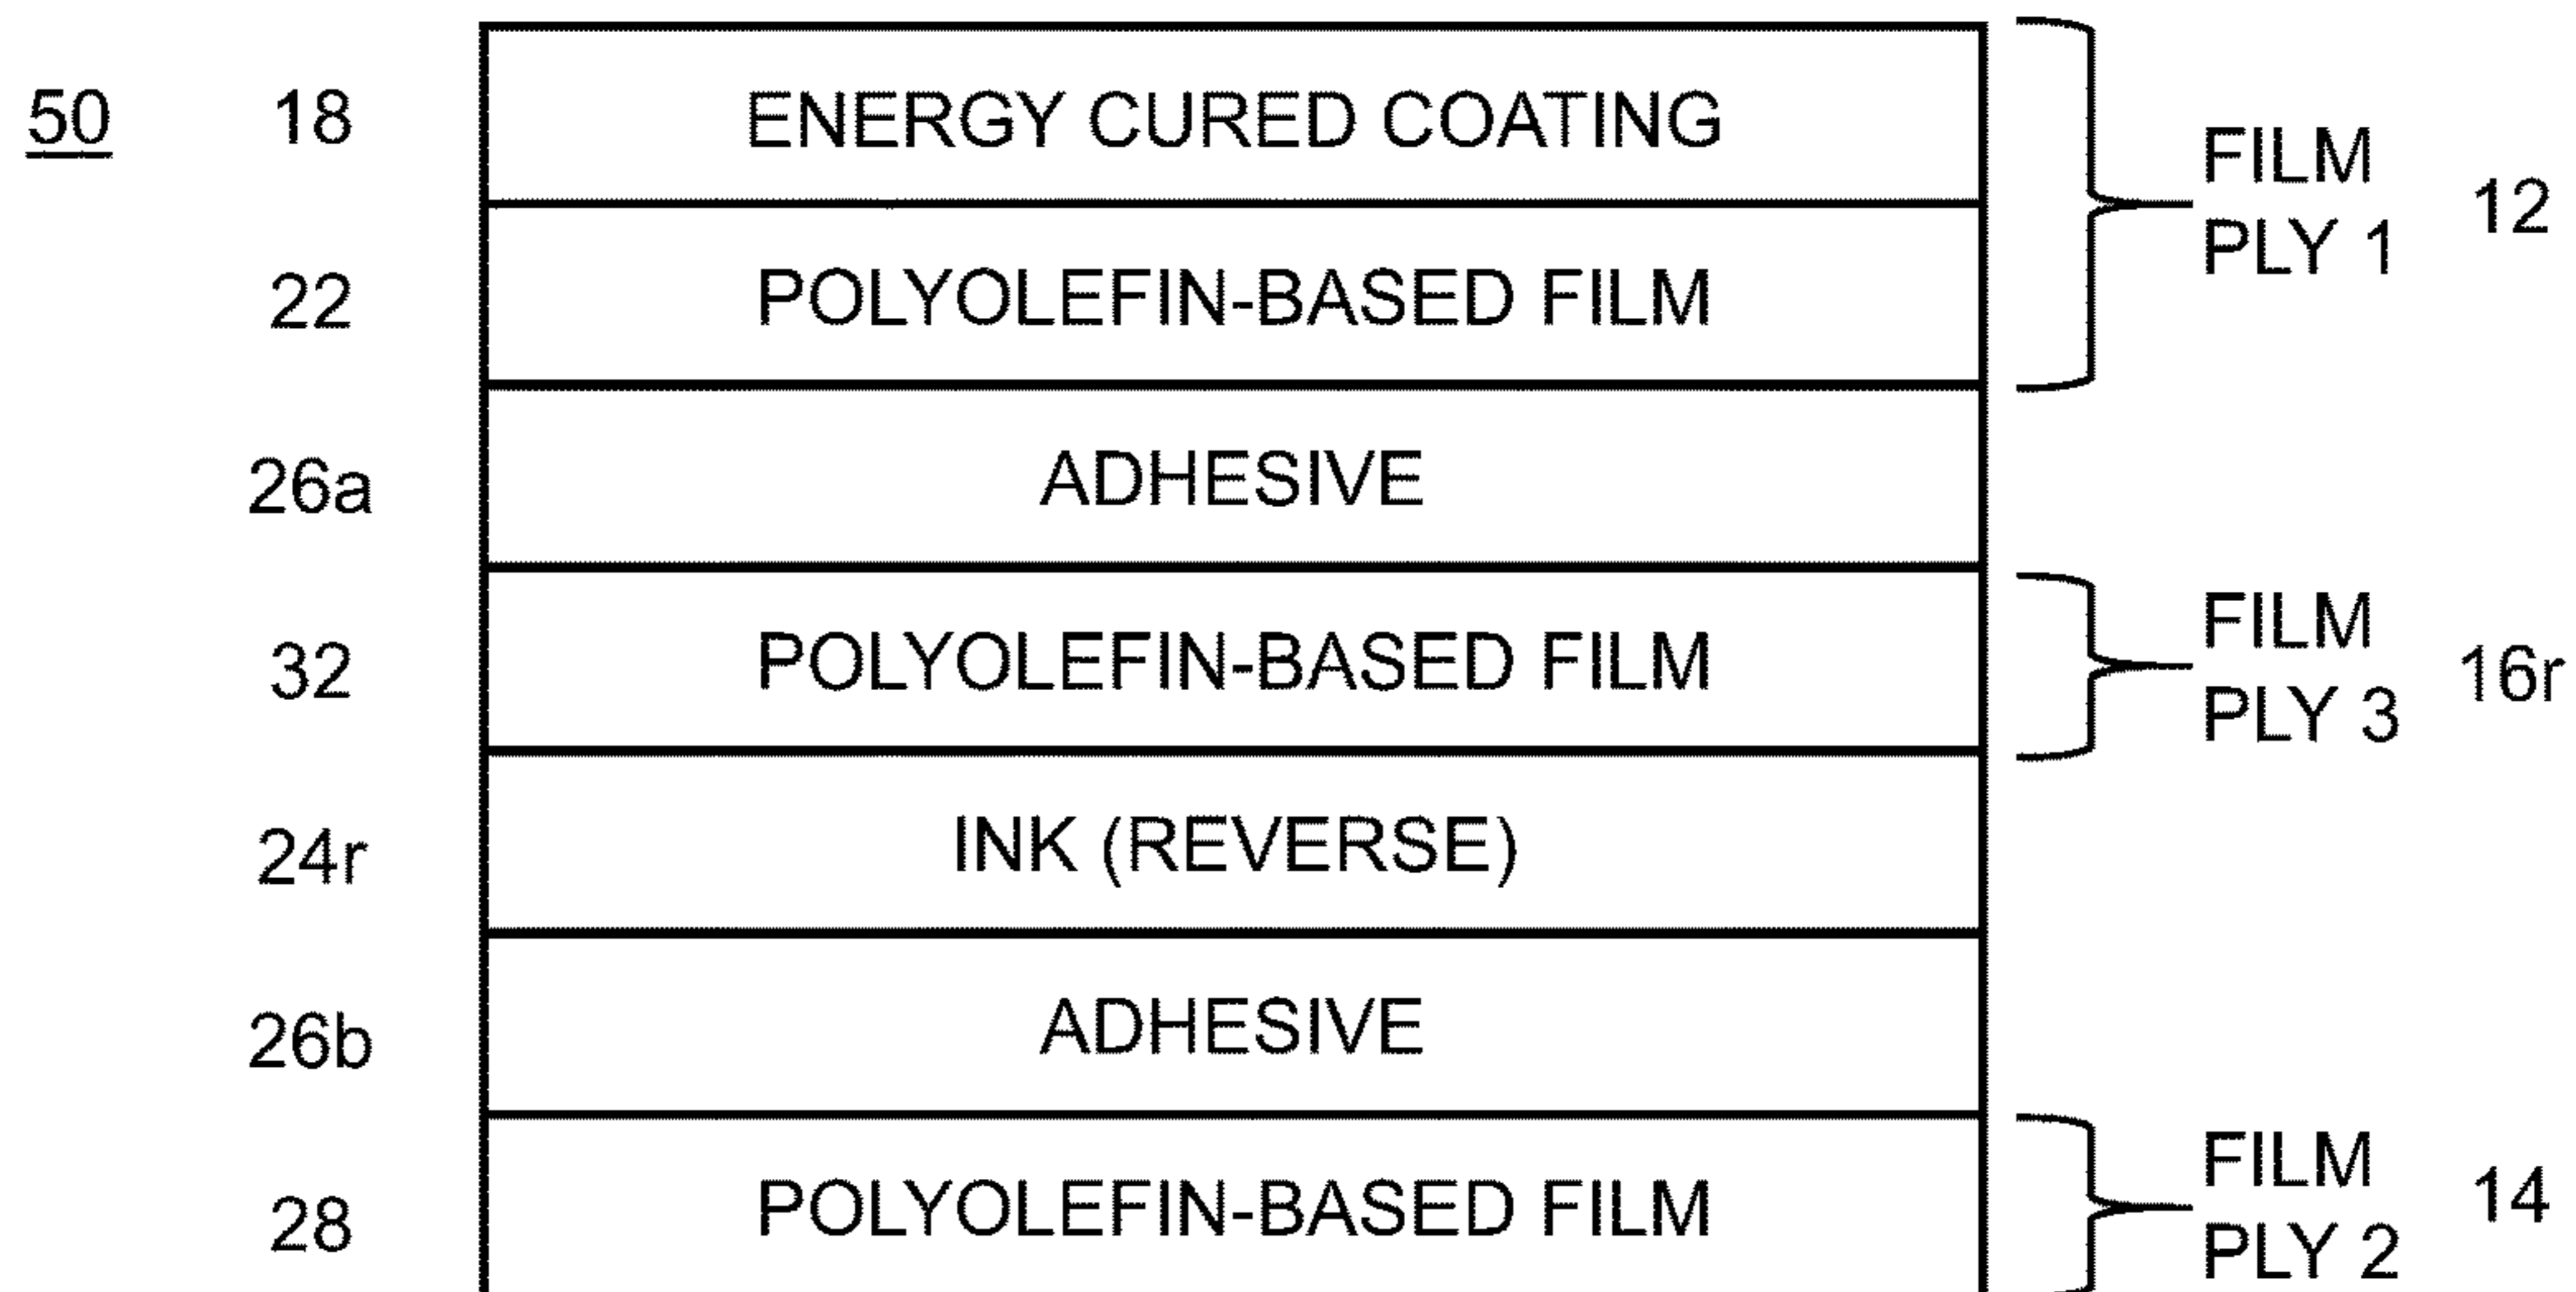 50
18 ENERGY CURED COATING
FILM
PLY 1 12
22 POLYOLEFIN-BASED FILM
26a ADHESIVE
32 POLYOLEFIN-BASED FILM
FILM
PLY 3 16r
24r INK (REVERSE)
26b ADHESIVE
28 POLYOLEFIN-BASED FILM
FILM
PLY 2 14